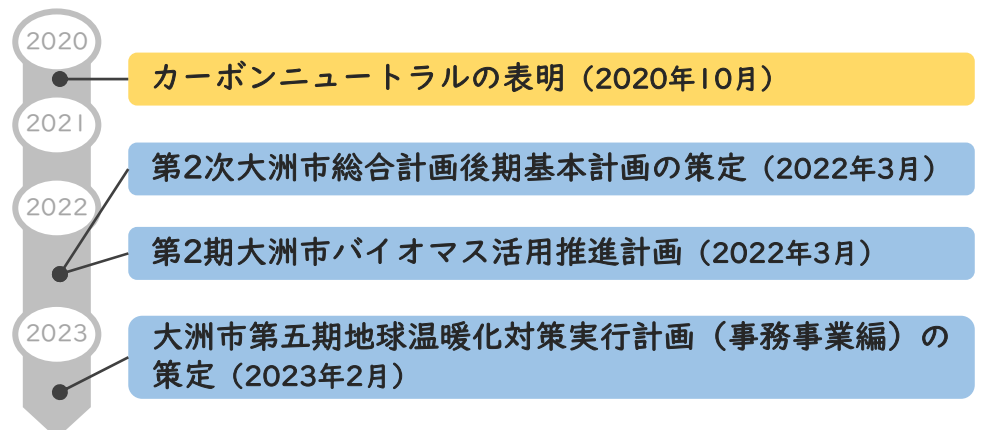 2020
カーボンニュートラルの表明（2020年10月）
2021
第2次大洲市総合計画後期基本計画の策定（2022年3月）
2022
第2期大洲市バイオマス活用推進計画（2022年3月）
2023
大洲市第五期地球温暖化対策実行計画（事務事業編）の
策定（2023年2月）